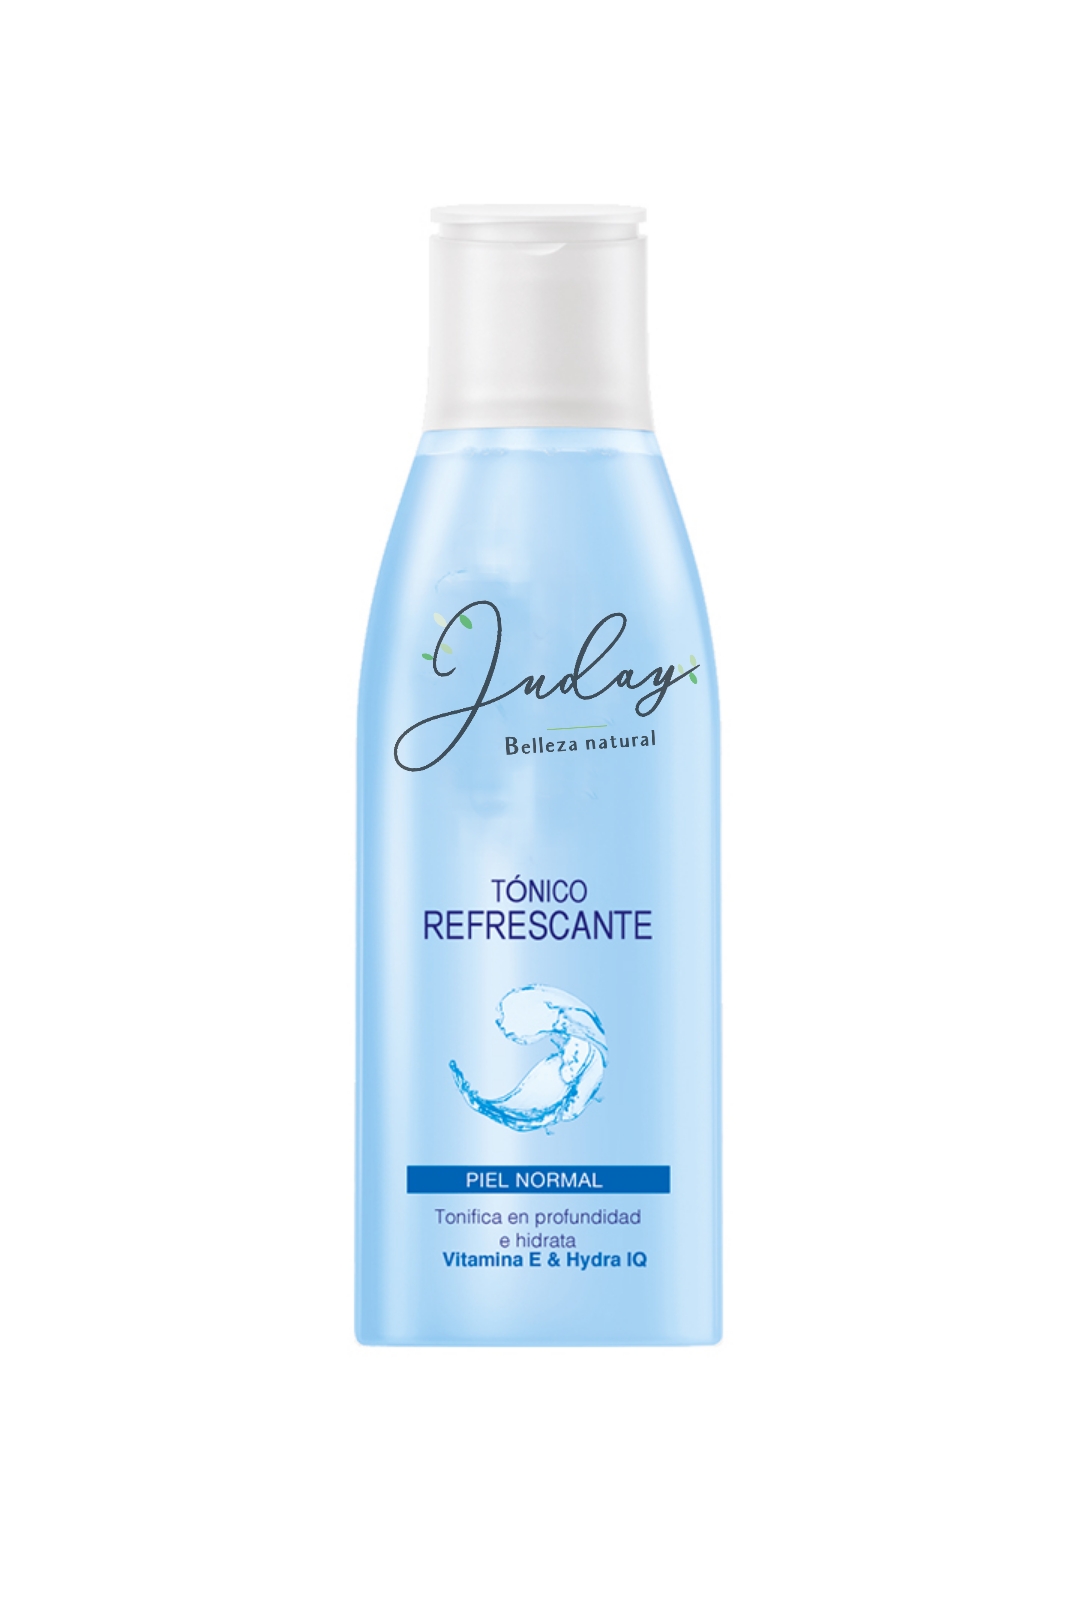 Juday
Belleza natural
TÓNICO
REFRESCANTE
PIEL NORMAL
Tonifica en profundidad
e hidrata
Vitamina E & Hydra IQ